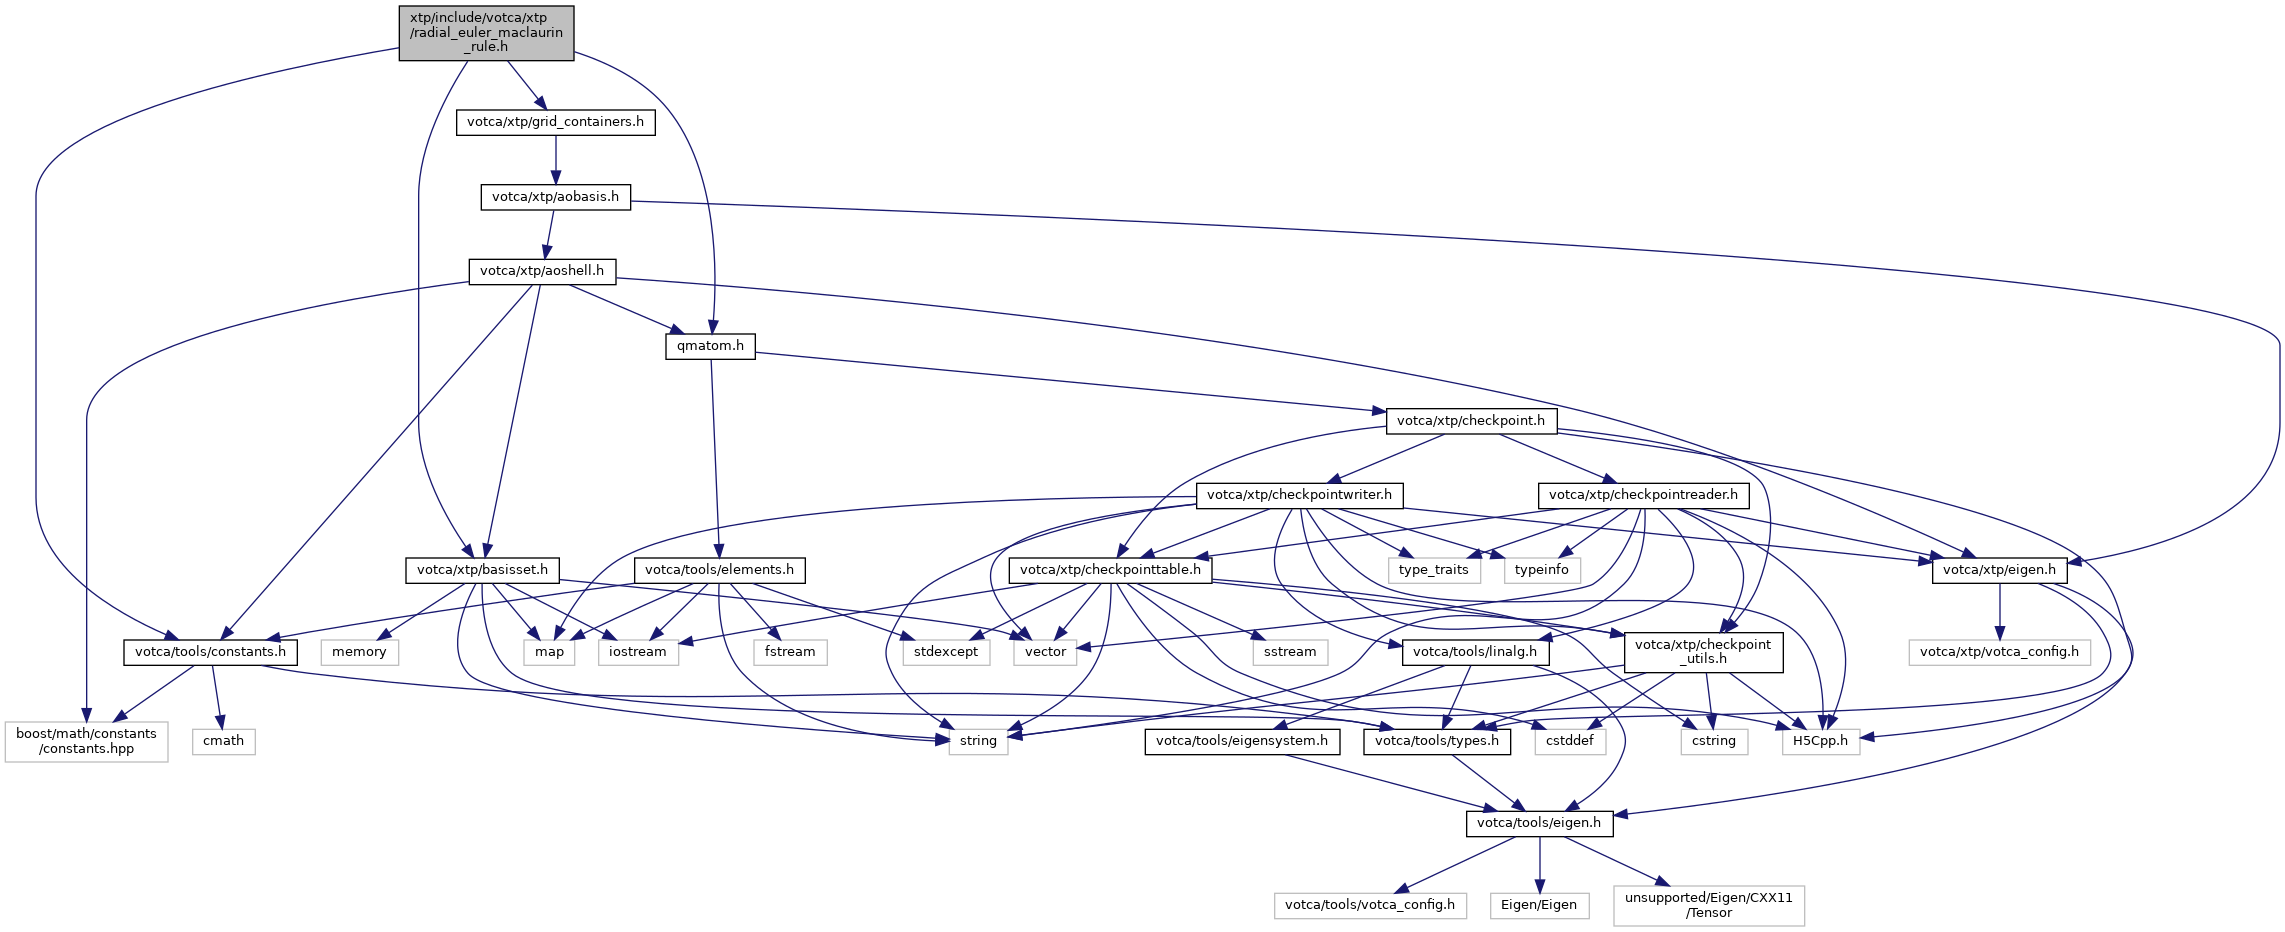 xtp/include/votca/xtp
/radial_euler_maclaurin
_rule.h
votca/xtp/grid_containers.h
votca/xtp/aobasis.h
votca/xtp/aoshell.h
qmatom.h
votca/xtp/checkpoint.h
votca/xtp/checkpointwriter.h
votca/xtp/checkpointreader.h
votca/xtp/basisset.h
votca/tools/elements.h
votca/xtp/checkpointtable.h
type_traits
typeinfo
votca/xtp/eigen.h
votca/tools/constants.h
memory
map
iostream
fstream
stdexcept
vector
sstream
votca/tools/linalg.h
votca/xtp/checkpoint
_utils.h
votca/xtp/votca_config.h
boost/math/constants
/constants.hpp
cmath
string
votca/tools/eigensystem.h
votca/tools/types.h
cstddef
cstring
H5Cpp.h
votca/tools/eigen.h
votca/tools/votca_config.h
Eigen/Eigen
unsupported/Eigen/CXX11
/Tensor